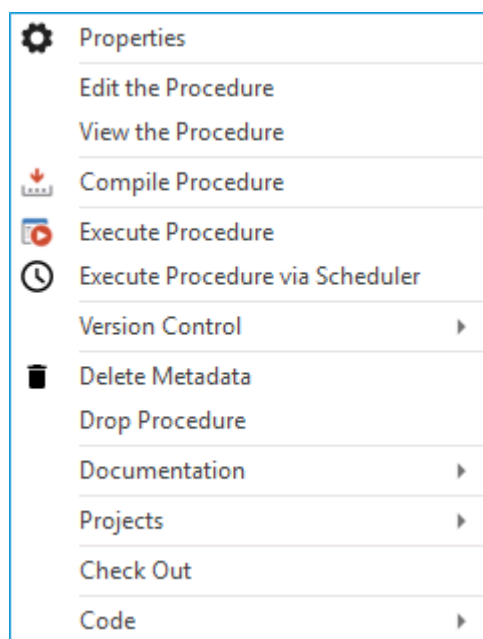 Properties
Edit the Procedure
View the Procedure
Compile Procedure
Execute Procedure
Execute Procedure via Scheduler
Version Control
Delete Metadata
Drop Procedure
Documentation
Projects
Check Out
Code